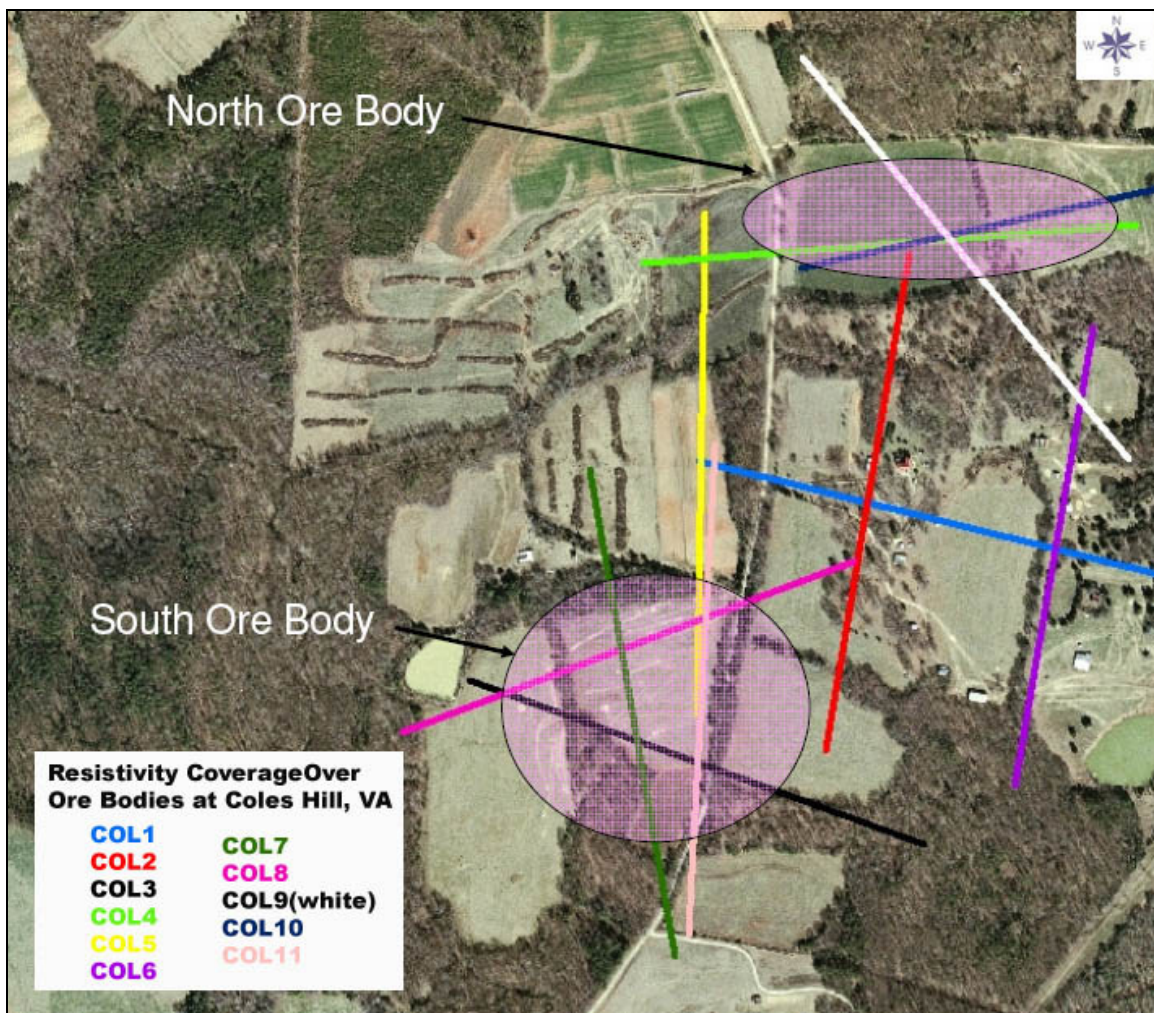 N
W E
S
North Ore Body
South Ore Body
Resistivity CoverageOver
Ore Bodies at Coles Hill, VA
COL1
COL2
COL3
COL4
COL5
COL6
COL7
COL8
COL9(white)
COL10
COL11